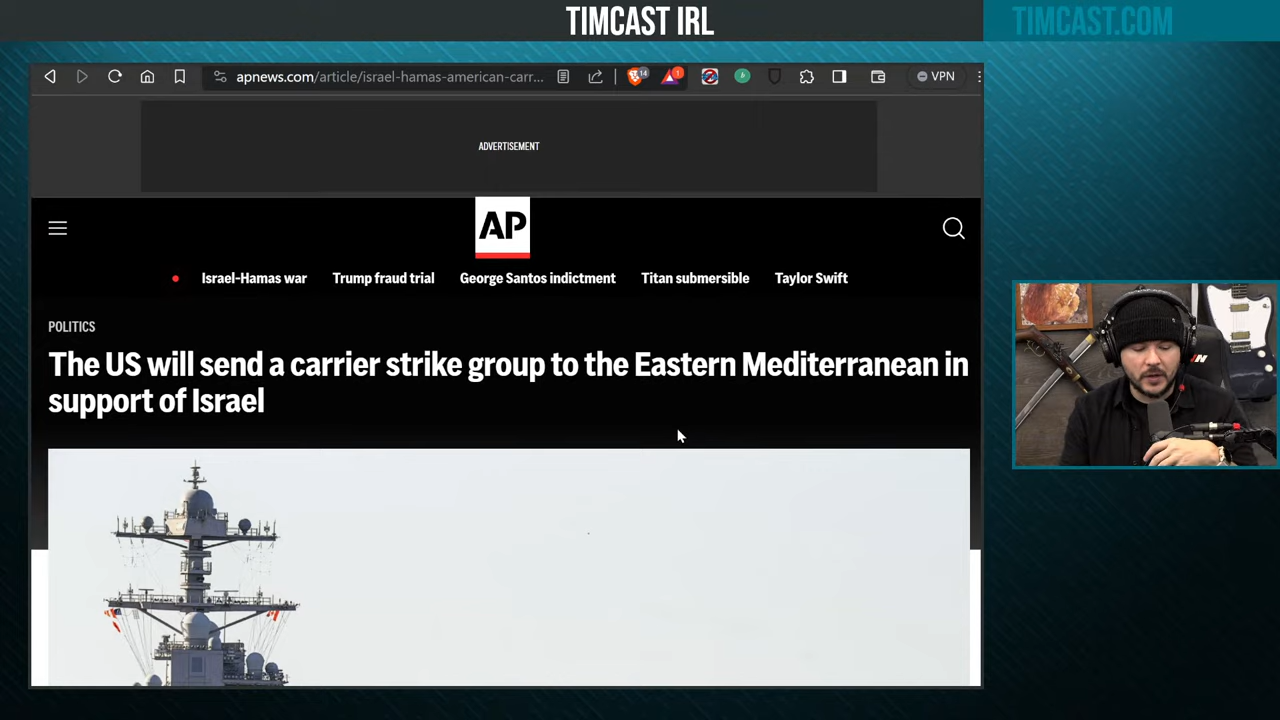 TIMCAST IRL
TIMCAST.COM
apnews.com/article/israel-hamas-american-carr...
14
1
VPN
ADVERTISEMENT
AP
Israel-Hamas war
Trump fraud trial
George Santos indictment
Titan submersible
Taylor Swift
POLITICS
The US will send a carrier strike group to the Eastern Mediterranean in
support of Israel